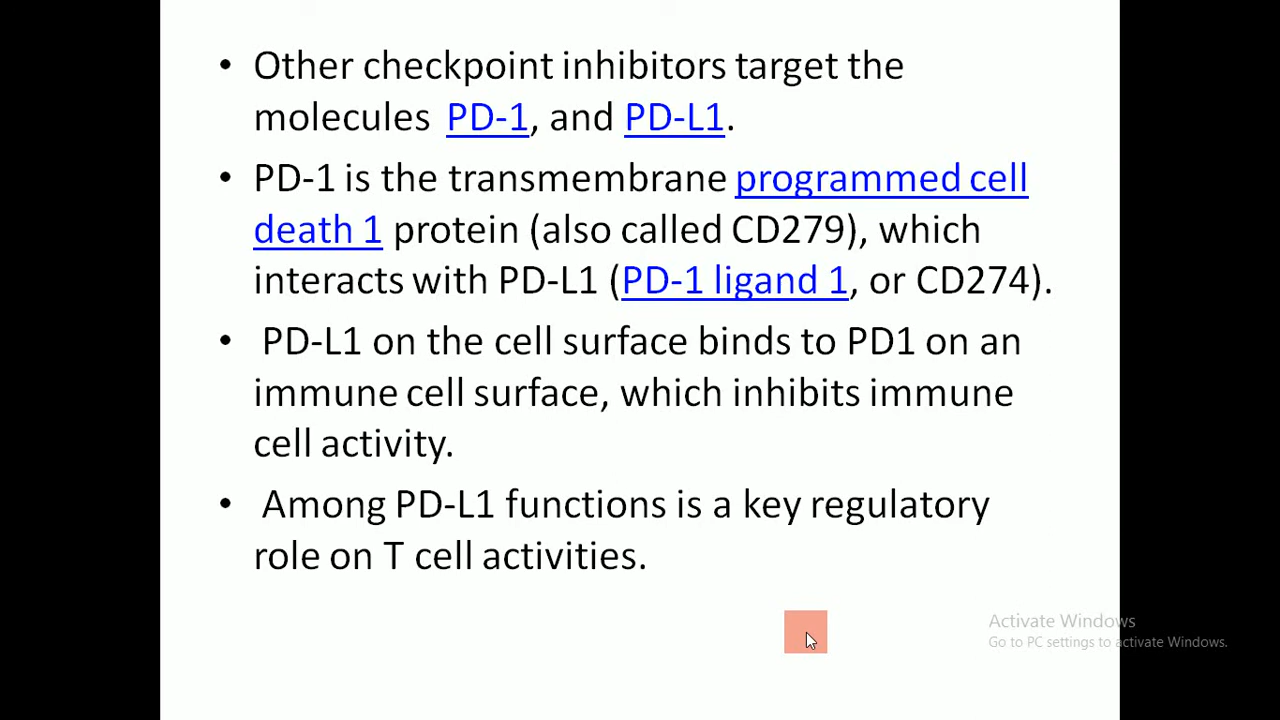 • Other checkpoint inhibitors target the
molecules PD-1, and PD-L1.
• PD-1 is the transmembrane programmed cell
death 1 protein (also called CD279), which
interacts with PD-L1 (PD-1 ligand 1, or CD274).
• PD-L1 on the cell surface binds to PD1 on an
immune cell surface, which inhibits immune
cell activity.
• Among PD-L1 functions is a key regulatory
role on T cell activities.
Activate Windows
Go to PC settings to activate Windows.